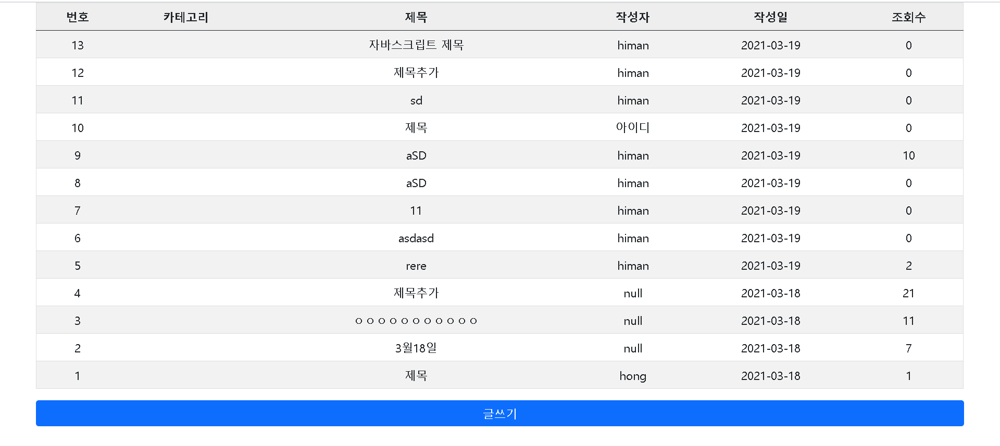 번호 카테고리 제목 작성자 작성일 조회수
13 자바스크립트 제목 himan 2021-03-19 0
12 제목추가 himan 2021-03-19 0
11 sd himan 2021-03-19 0
10 제목 아이디 2021-03-19 0
9 aSD himan 2021-03-19 10
8 aSD himan 2021-03-19 0
7 11 himan 2021-03-19 0
6 asdasd himan 2021-03-19 0
5 rere himan 2021-03-19 2
4 제목추가 null 2021-03-18 21
3 ㅇㅇㅇㅇㅇㅇㅇㅇㅇㅇㅇ null 2021-03-18 11
2 3월18일 null 2021-03-18 7
1 제목 hong 2021-03-18 1
글쓰기